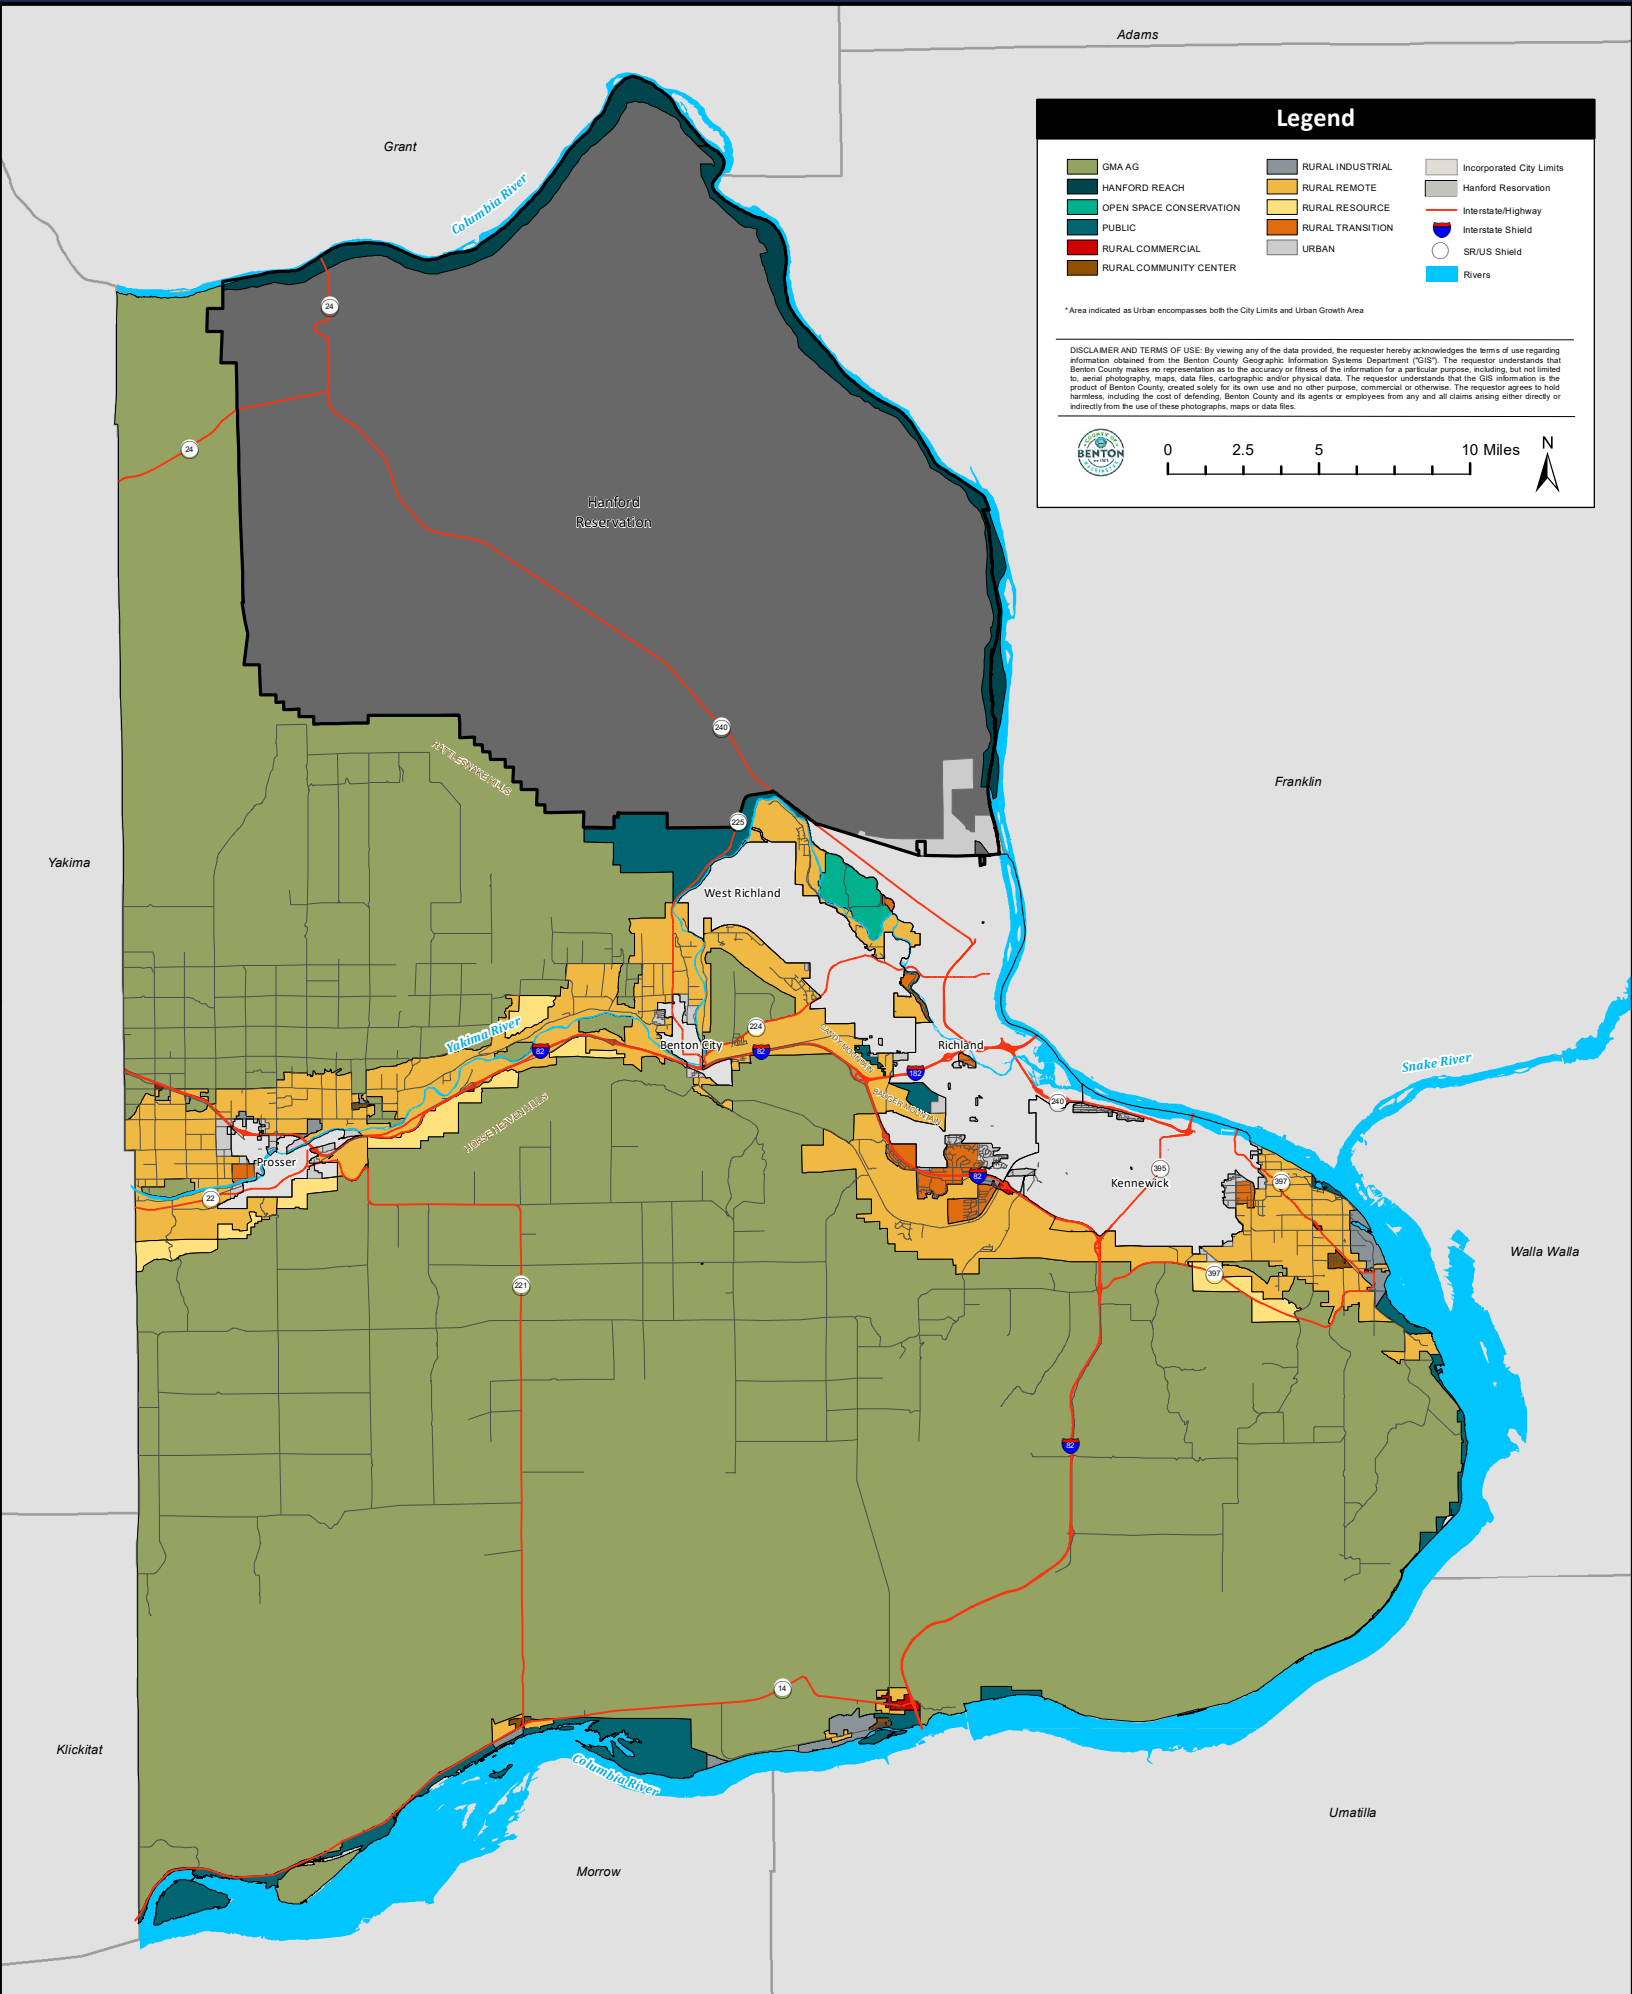 Adams
Grant
Columbia River
Legend
GMA AG
HANFORD REACH
OPEN SPACE CONSERVATION
PUBLIC
RURAL COMMERCIAL
RURAL COMMUNITY CENTER
RURAL INDUSTRIAL
RURAL REMOTE
RURAL RESOURCE
RURAL TRANSITION
URBAN
Incorporated City Limits
Hanford Reservation
Interstate/Highway
Interstate Shield
SR/US Shield
Rivers
* Area indicated as Urban encompasses both the City Limits and Urban Growth Area
DISCLAIMER AND TERMS OF USE: By viewing any of the data provided, the requester hereby acknowledges the terms of use regarding
information obtained from the Benton County Geographic Information Systems Department ("GIS"). The requestor understands that
Benton County makes no representation as to the accuracy or fitness of the information for a particular purpose, including, but not limited
to, aerial photography, maps, data files, cartographic and/or physical data. The requestor understands that the GIS information is the
product of Benton County, created solely for its own use and no other purpose, commercial or otherwise. The requestor agrees to hold
harmless, including the cost of defending, Benton County and its agents or employees from any and all claims arising either directly or
indirectly from the use of these photographs, maps or data files.
COUNTY OF
BENTON
WASHINGTON
0 2.5 5 10 Miles
N
24
24
Hanford
Reservation
240
RATTLESNAKE HILLS
Franklin
225
Yakima
West Richland
Yakima River
224
CANDY MOUNTAIN
82
Benton City
82
Richland
182
Snake River
BADGER MOUNTAIN
240
HORSE HEAVEN HILLS
Prosser
22
82
395
Kennewick
397
Walla Walla
397
221
82
14
Klickitat
Columbia River
Umatilla
Morrow